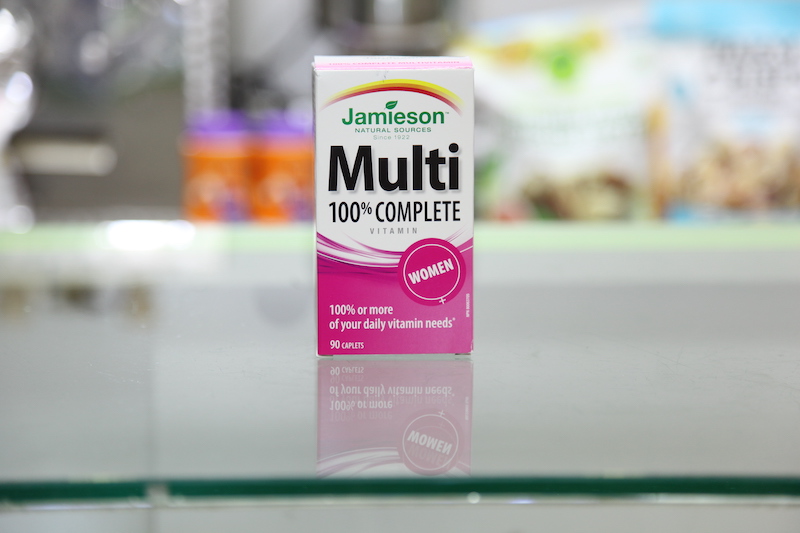 Jamieson™
NATURAL SOURCES
Since 1922
Multi
100% COMPLETE
VITAMIN
WOMEN
100% or more
of your daily vitamin needs*
90 CAPLETS